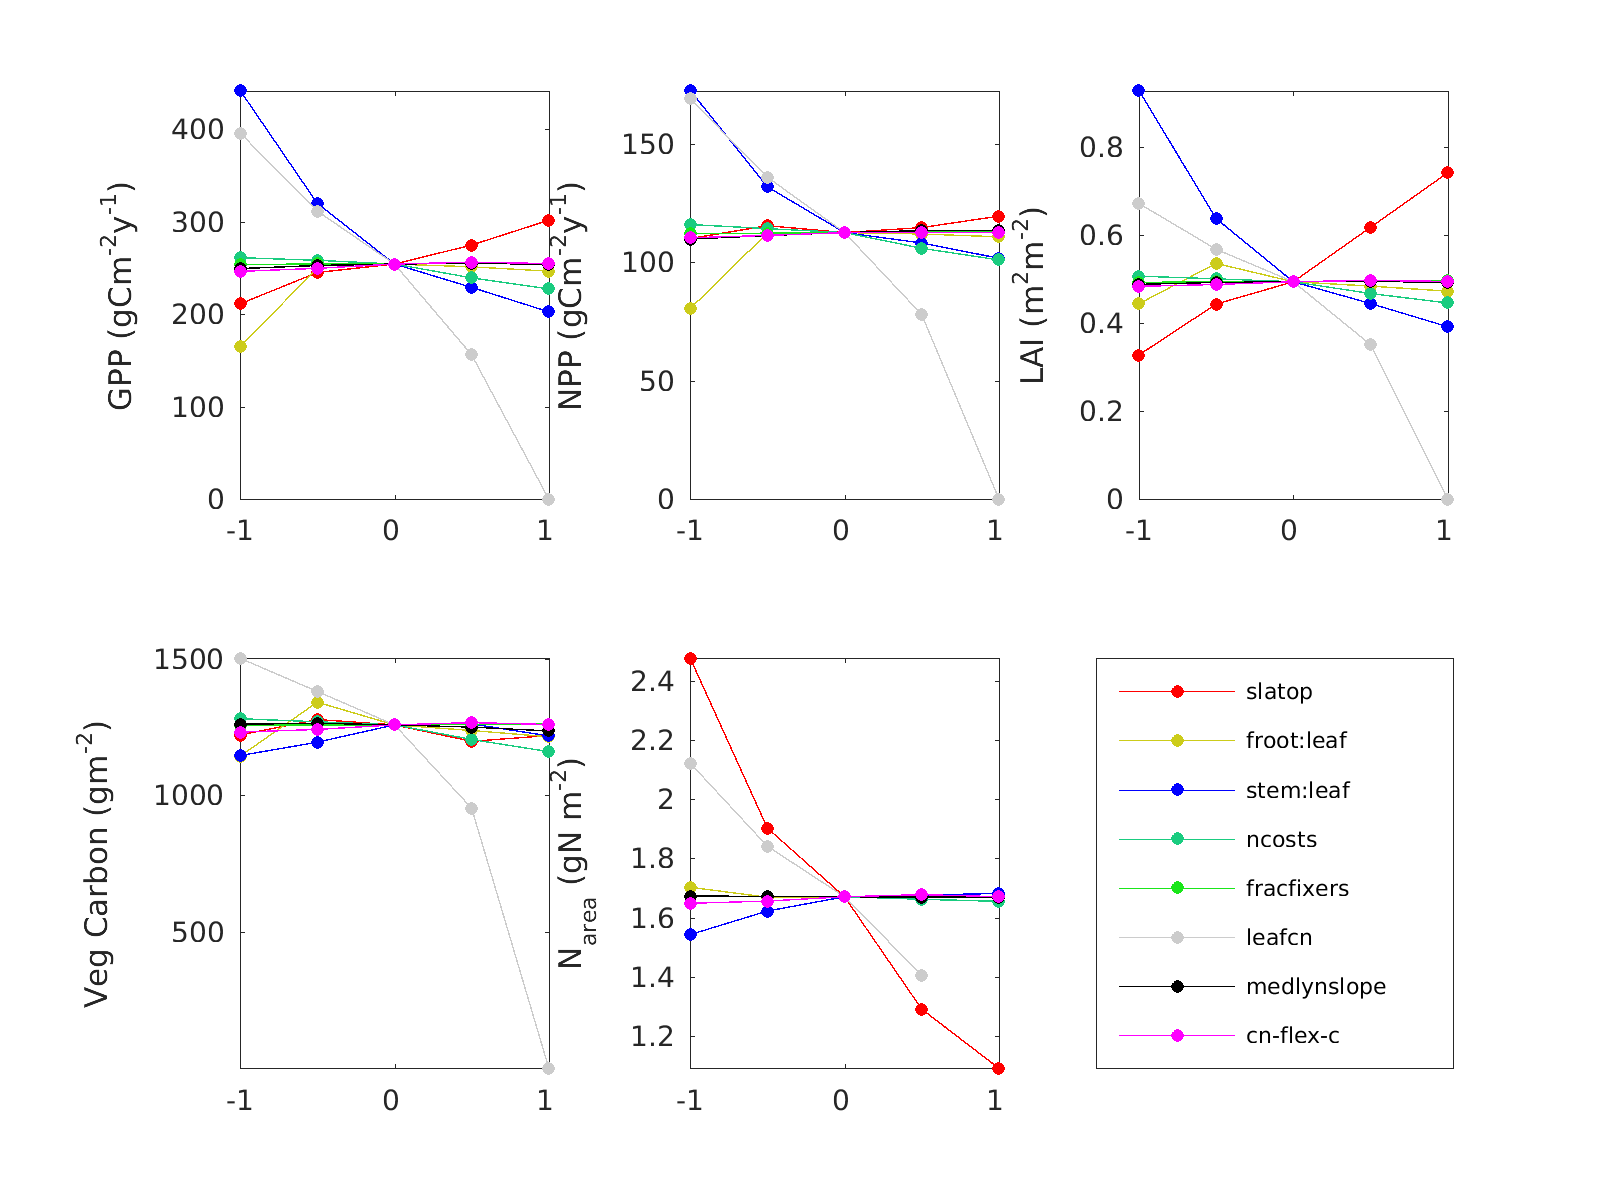 GPP (gCm-2y-1)
400
300
200
100
0
-1 0 1
NPP (gCm-2y-1)
150
100
50
0
-1 0 1
LAI (m2m-2)
0.8
0.6
0.4
0.2
0
-1 0 1
Veg Carbon (gm-2)
1500
1000
500
-1 0 1
Narea (gN m-2)
2.4
2.2
2
1.8
1.6
1.4
1.2
-1 0 1
slatop
froot:leaf
stem:leaf
ncosts
fracfixers
leafcn
medlynslope
cn-flex-c